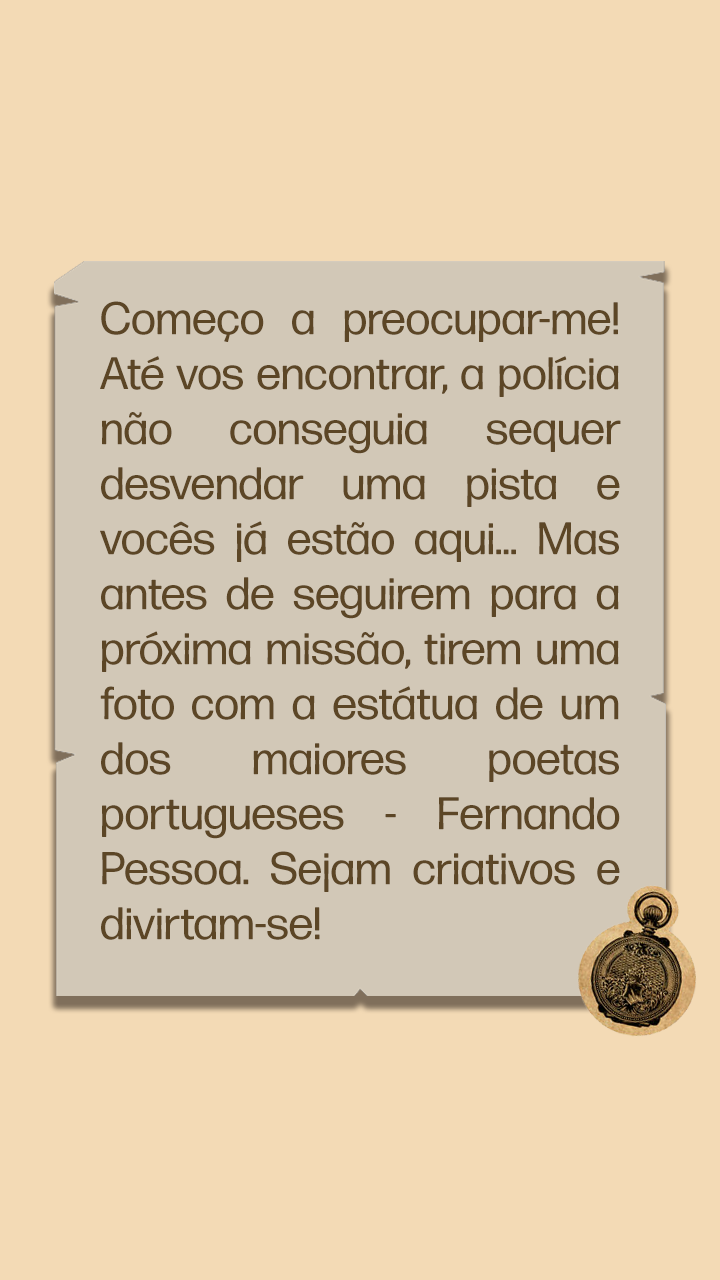 Começo a preocupar-me!
Até vos encontrar, a polícia
não conseguia sequer
desvendar uma pista e
vocês já estão aqui... Mas
antes de seguirem para a
próxima missão, tirem uma
foto com a estátua de um
dos maiores poetas
portugueses - Fernando
Pessoa. Sejam criativos e
divirtam-se!